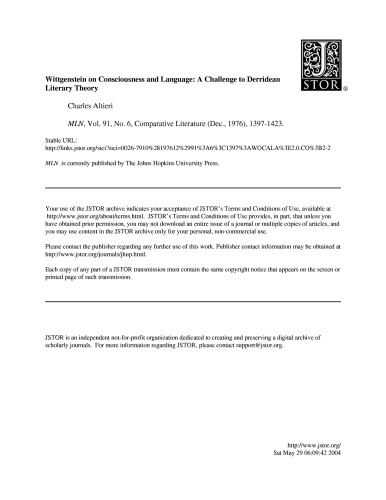 Wittgenstein on Consciousness and Language: A Challenge to Derridean
Literary Theory
Charles Altieri
MLN, Vol. 91, No. 6, Comparative Literature (Dec., 1976), 1397-1423.
Stable URL:
http://links.jstor.org/sici?sici=0026-7910%28197612%2991%3A6%3C1397%3AWOCALA%3E2.0.CO%3B2-2
MLN is currently published by The Johns Hopkins University Press.
JSTOR®
Your use of the JSTOR archive indicates your acceptance of JSTOR's Terms and Conditions of Use, available at
http://www.jstor.org/about/terms.html. JSTOR's Terms and Conditions of Use provides, in part, that unless you
have obtained prior permission, you may not download an entire issue of a journal or multiple copies of articles, and
you may use content in the JSTOR archive only for your personal, non-commercial use.
Please contact the publisher regarding any further use of this work. Publisher contact information may be obtained at
http://www.jstor.org/journals/jhup.html.
Each copy of any part of a JSTOR transmission must contain the same copyright notice that appears on the screen or
printed page of such transmission.
JSTOR is an independent not-for-profit organization dedicated to creating and preserving a digital archive of
scholarly journals. For more information regarding JSTOR, please contact support@jstor.org.
http://www.jstor.org/
Sat May 29 06:09:42 2004